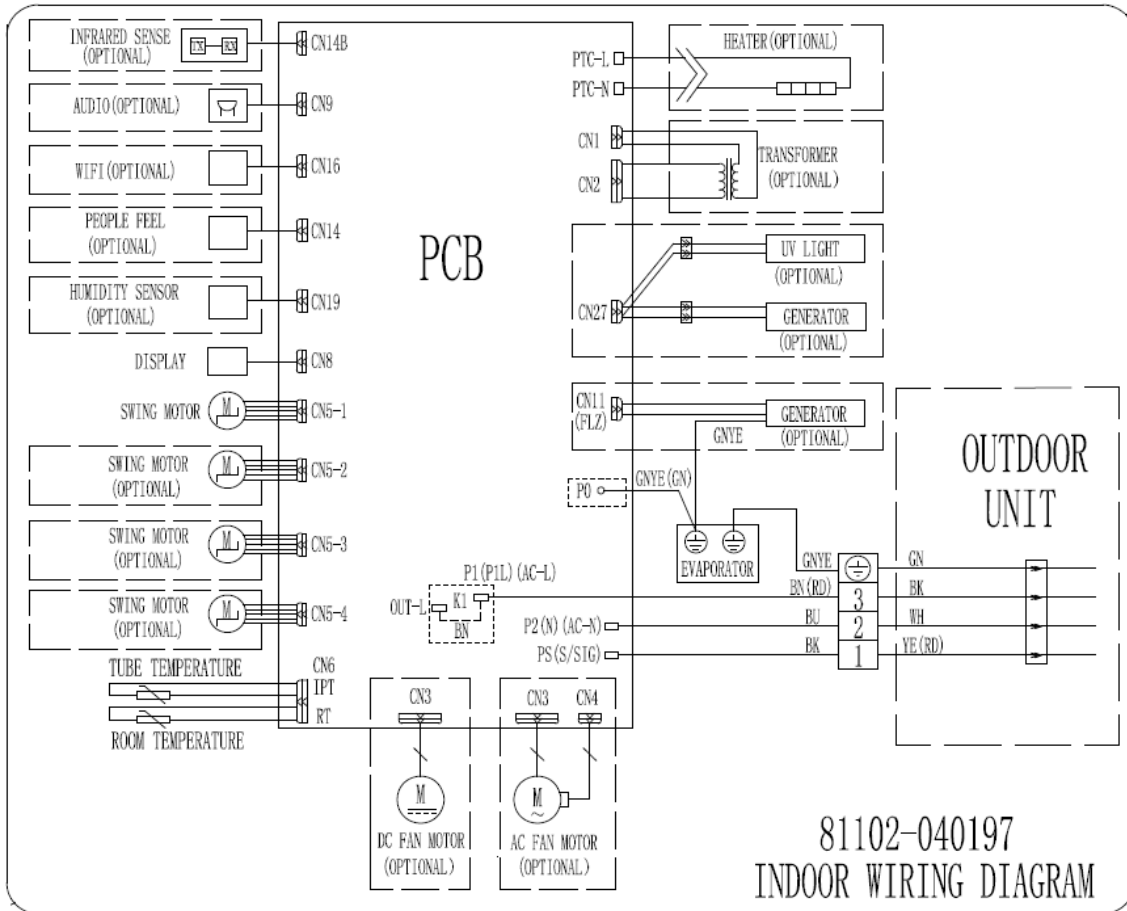 INFRARED SENSE
(OPTIONAL)
TX
RX
CN14B
AUDIO(OPTIONAL)
CN9
WIFI(OPTIONAL)
CN16
PEOPLE FEEL
(OPTIONAL)
CN14
HUMIDITY SENSOR
(OPTIONAL)
CN19
DISPLAY
CN8
SWING MOTOR
M
CN5-1
SWING MOTOR
(OPTIONAL)
M
CN5-2
SWING MOTOR
(OPTIONAL)
M
CN5-3
SWING MOTOR
(OPTIONAL)
M
CN5-4
TUBE TEMPERATURE
CN6
IPT
RT
ROOM TEMPERATURE
PCB
PTC-L
PTC-N
HEATER(OPTIONAL)
CN1
CN2
TRANSFORMER
(OPTIONAL)
CN27
UV LIGHT
(OPTIONAL)
GENERATOR
(OPTIONAL)
CN11
(FLZ)
GENERATOR
(OPTIONAL)
GNYE
P0
GNYE(GN)
EVAPORATOR
P1(P1L)(AC-L)
OUT-L
K1
BN
P2(N)(AC-N)
PS(S/SIG)
GNYE
BN(RD)
BU
BK
3
2
1
GN
BK
WH
YE(RD)
OUTDOOR
UNIT
CN3
M
DC FAN MOTOR
(OPTIONAL)
CN3
CN4
M
~
AC FAN MOTOR
(OPTIONAL)
81102-040197
INDOOR WIRING DIAGRAM